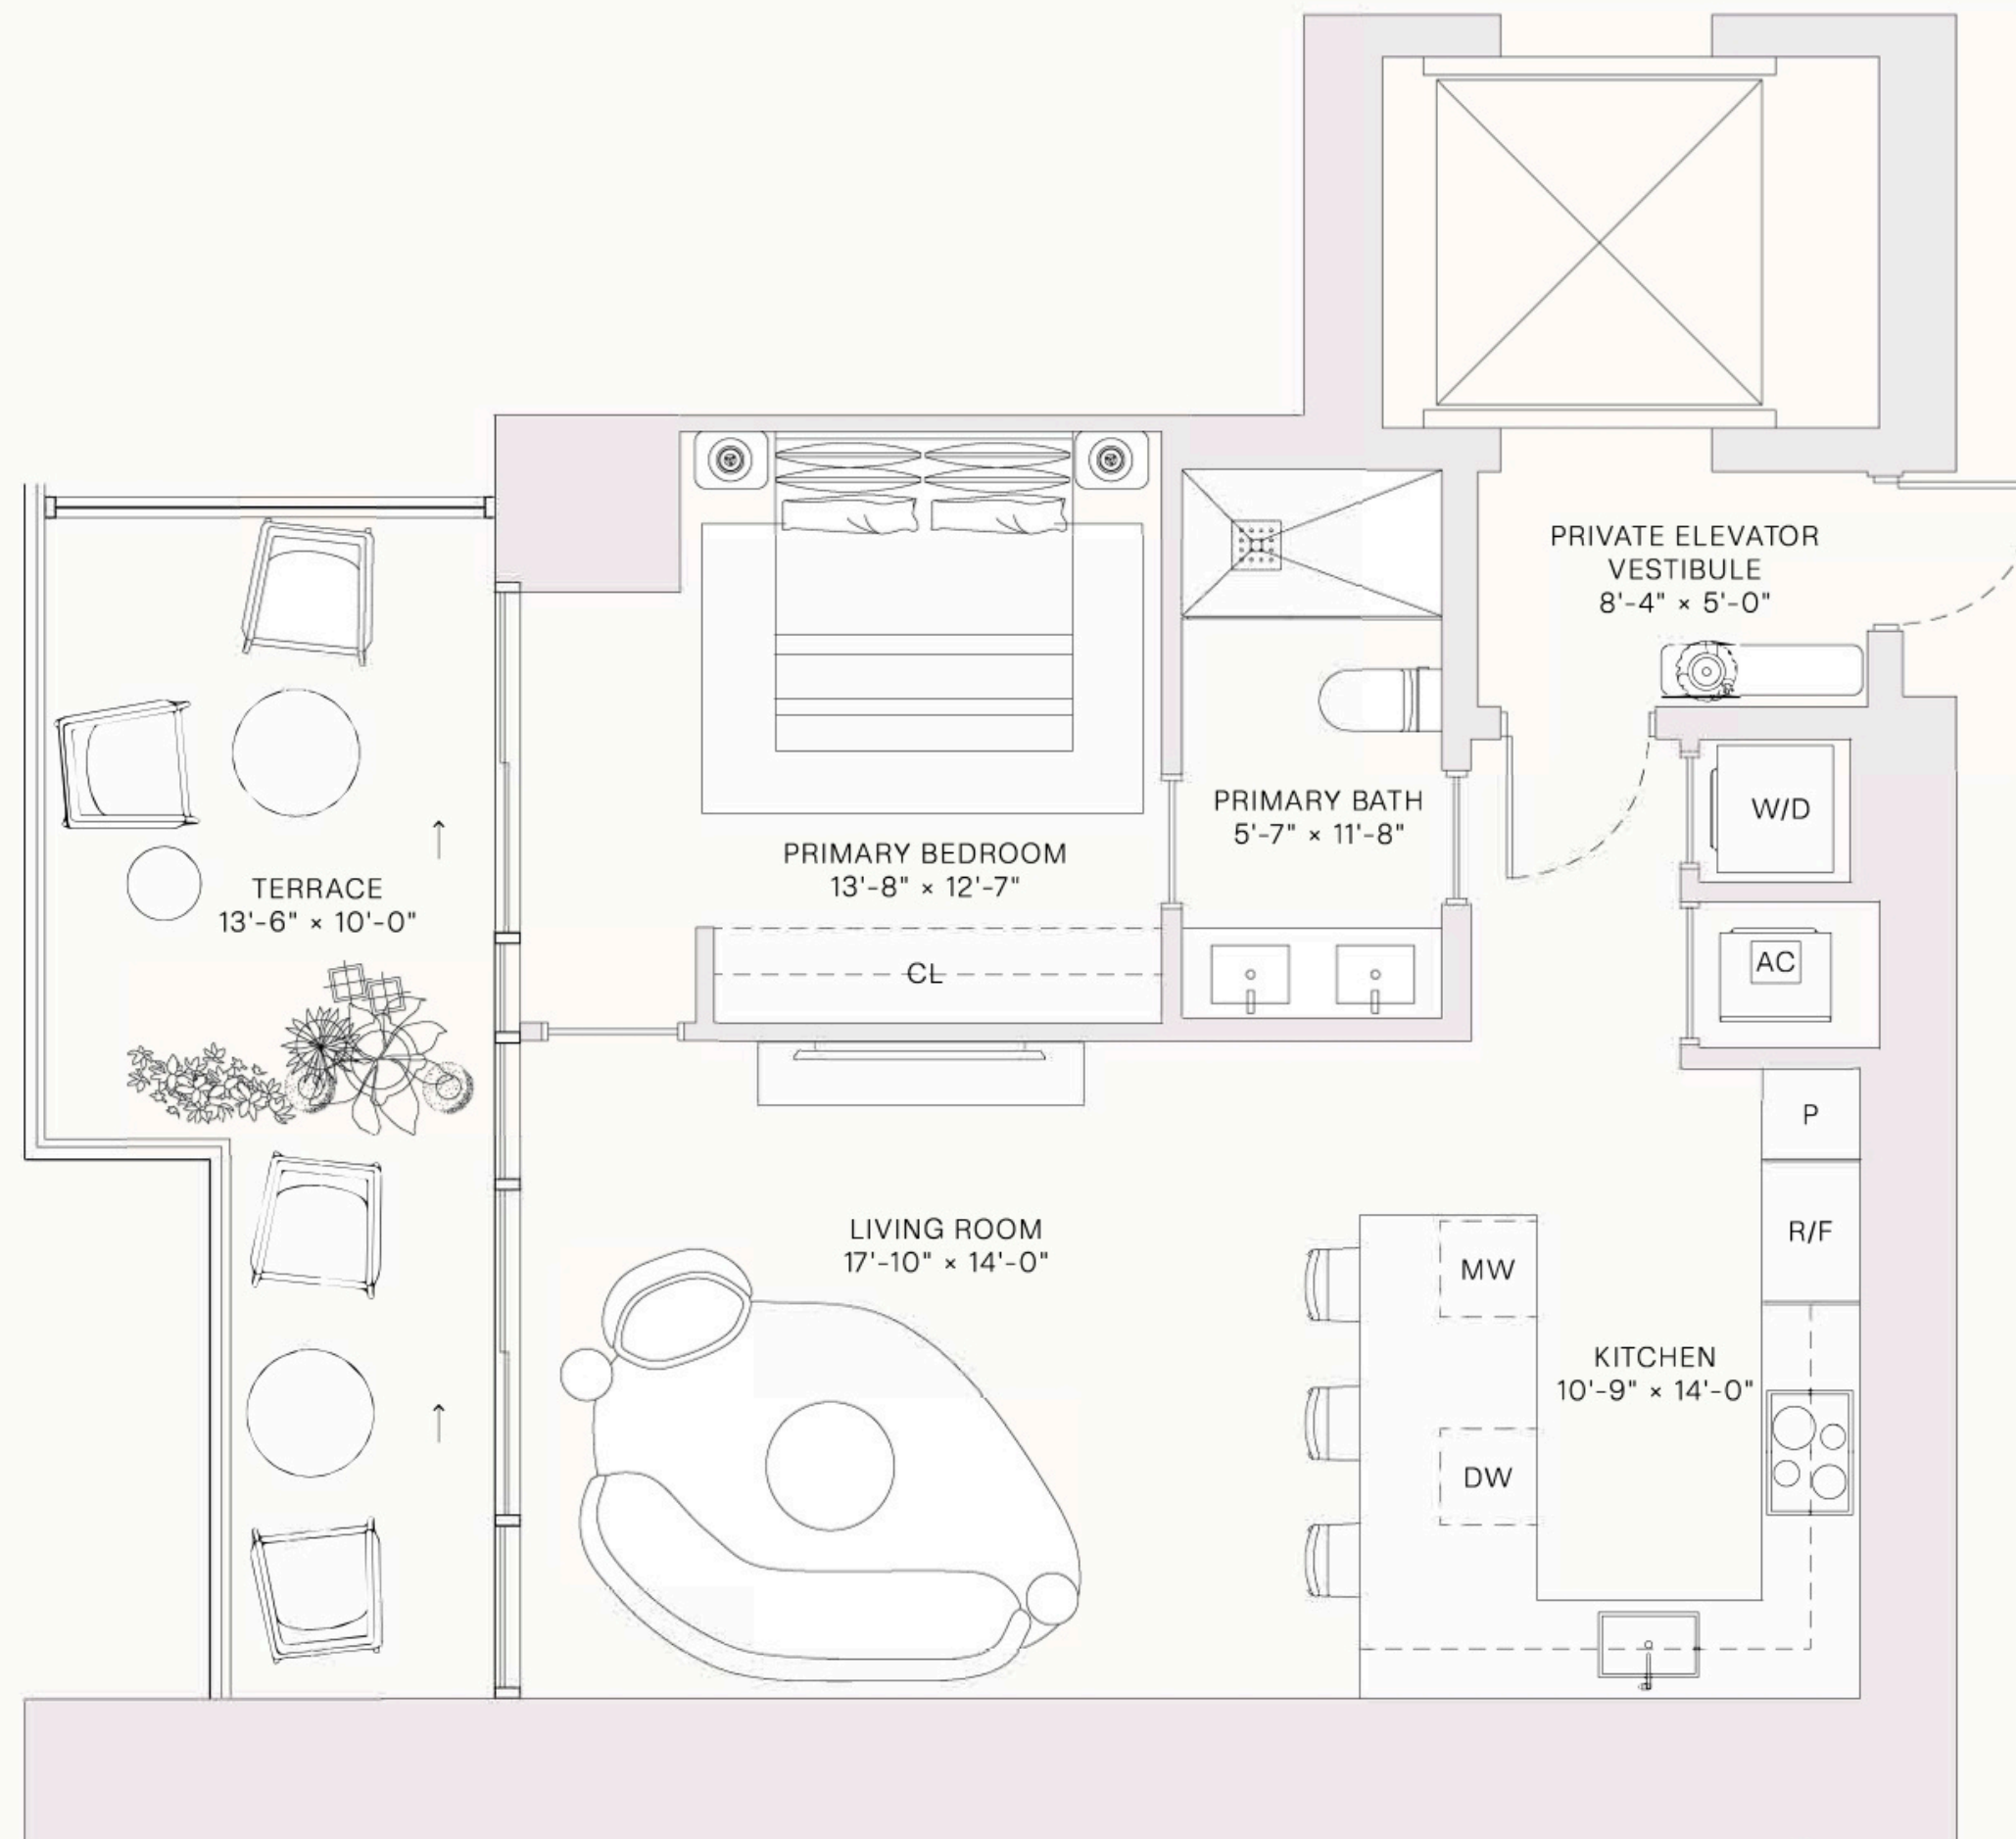 PRIVATE ELEVATOR
VESTIBULE
8'-4" × 5'-0"
W/D
PRIMARY BATH
5'-7" × 11'-8"
PRIMARY BEDROOM
13'-8" × 12'-7"
TERRACE
13'-6" × 10'-0"
CL
AC
P
R/F
LIVING ROOM
17'-10" × 14'-0"
MW
KITCHEN
10'-9" × 14'-0"
DW